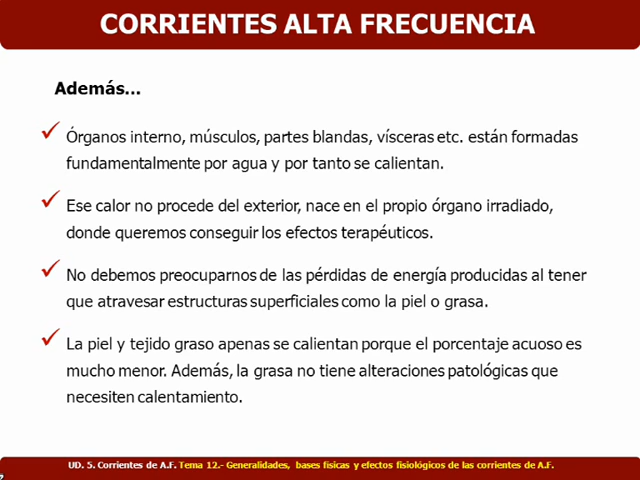 CORRIENTES ALTA FRECUENCIA
Además...
Órganos interno, músculos, partes blandas, vísceras etc. están formadas
fundamentalmente por agua y por tanto se calientan.
Ese calor no procede del exterior, nace en el propio órgano irradiado,
donde queremos conseguir los efectos terapéuticos.
No debemos preocuparnos de las pérdidas de energía producidas al tener
que atravesar estructuras superficiales como la piel o grasa.
La piel y tejido graso apenas se calientan porque el porcentaje acuoso es
mucho menor. Además, la grasa no tiene alteraciones patológicas que
necesiten calentamiento.
UD. 5. Corrientes de A.F. Tema 12.- Generalidades, bases físicas y efectos fisiológicos de las corrientes de A.F.